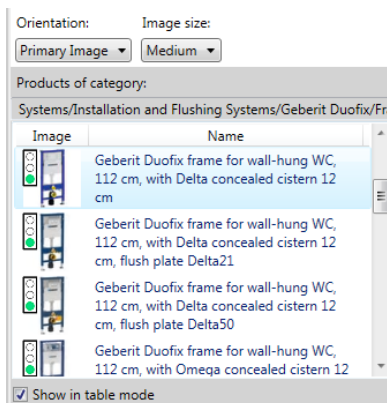 Orientation: Image size:
Primary Image Medium
Products of category:
Systems/Installation and Flushing Systems/Geberit Duofix/Fr
Image Name
Geberit Duofix frame for wall-hung WC,
112 cm, with Delta concealed cistern 12
cm
Geberit Duofix frame for wall-hung WC,
112 cm, with Delta concealed cistern 12
cm, flush plate Delta21
Geberit Duofix frame for wall-hung WC,
112 cm, with Delta concealed cistern 12
cm, flush plate Delta50
Geberit Duofix frame for wall-hung WC,
112 cm, with Omega concealed cistern 12
Show in table mode